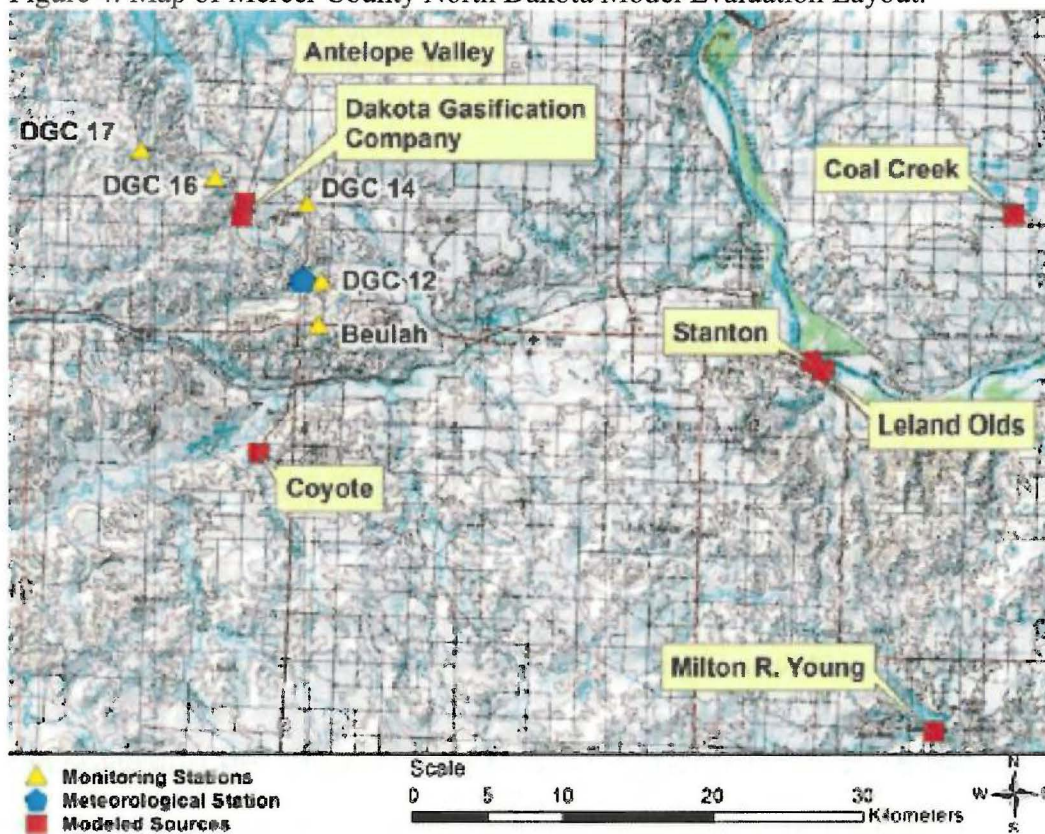 Figure 4. Map of Mercer County North Dakota Model Evaluation Layout.
Antelope Valley
Dakota Gasification
Company
DGC 17
DGC 16
DGC 14
Coal Creek
DGC 12
Beulah
Stanton
Leland Olds
Coyote
Milton R. Young
Monitoring Stations
Meteorological Station
Modeled Sources
Scale
0 5 10 20 30 Kilometers
N
W E
S